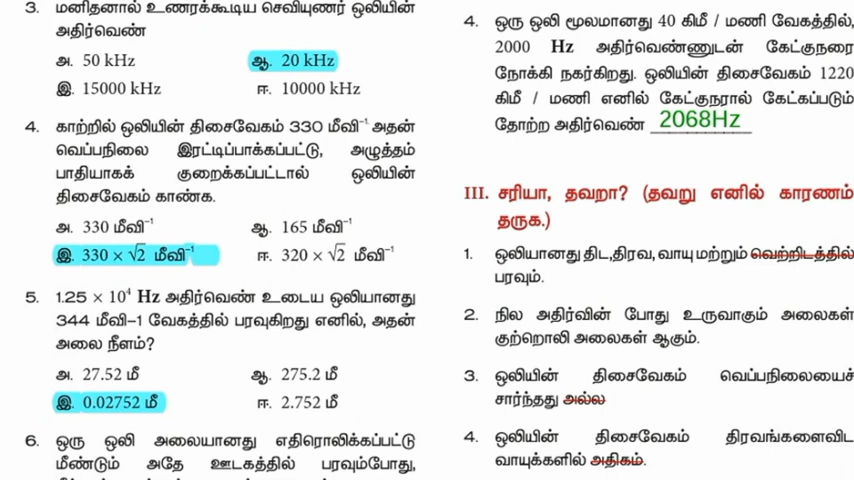 3. மனிதனால் உணரக்கூடிய செவியுணர் ஒலியின்
அதிர்வெண்
அ. 50 kHz ஆ. 20 kHz
இ. 15000 kHz ஈ. 10000 kHz
4. காற்றில் ஒலியின் திசைவேகம் 330 மீவி⁻¹ அதன்
வெப்பநிலை இரட்டிப்பாக்கப்பட்டு, அழுத்தம்
பாதியாகக் குறைக்கப்பட்டால் ஒலியின்
திசைவேகம் காண்க.
அ. 330 மீவி⁻¹ ஆ. 165 மீவி⁻¹
இ. 330 × √2 மீவி⁻¹ ஈ. 320 × √2 மீவி⁻¹
5. 1.25 × 10⁴ Hz அதிர்வெண் உடைய ஒலியானது
344 மீவி–1 வேகத்தில் பரவுகிறது எனில், அதன்
அலை நீளம்?
அ. 27.52 மீ ஆ. 275.2 மீ
இ. 0.02752 மீ ஈ. 2.752 மீ
6. ஒரு ஒலி அலையானது எதிரொலிக்கப்பட்டு
மீண்டும் அதே ஊடகத்தில் பரவும்போது,
4. ஒரு ஒலி மூலமானது 40 கிமீ / மணி வேகத்தில்,
2000 Hz அதிர்வெண்ணுடன் கேட்குநரை
நோக்கி நகர்கிறது. ஒலியின் திசைவேகம் 1220
கிமீ / மணி எனில் கேட்குநரால் கேட்கப்படும்
தோற்ற அதிர்வெண் 2068Hz
III. சரியா, தவறா? (தவறு எனில் காரணம்
தருக.)
1. ஒலியானது திட,திரவ, வாயு மற்றும் வெற்றிடத்தில்
பரவும்.
2. நில அதிர்வின் போது உருவாகும் அலைகள்
குற்றொலி அலைகள் ஆகும்.
3. ஒலியின் திசைவேகம் வெப்பநிலையைச்
சார்ந்தது அல்ல
4. ஒலியின் திசைவேகம் திரவங்களைவிட
வாயுக்களில் அதிகம்.